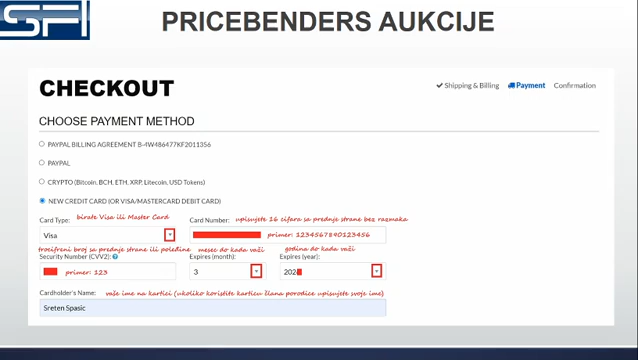 SFI
PRICEBENDERS AUKCIJE
CHECKOUT
Shipping & Billing Payment Confirmation
CHOOSE PAYMENT METHOD
PAYPAL BILLING AGREEMENT B-4W486477KF2011356
PAYPAL
CRYPTO (Bitcoin, BCH, ETH, XRP, Litecoin, USD Tokens)
NEW CREDIT CARD (OR VISA/MASTERCARD DEBIT CARD)
Card Type: birate Visa ili Master Card Card Number: upisujete 16 cifara sa prednje strane bez razmaka
Visa primer: 1234567890123456
trocifreni broj sa prednje strane ili poleđine mesec do kada važi godina do kada važi
Security Number (CVV2): Expires (month): Expires (year):
primer: 123 3 202
Cardholder's Name: vaše ime na kartici (ukoliko koristite karticu člana porodice upisujete svoje ime)
Sreten Spasic